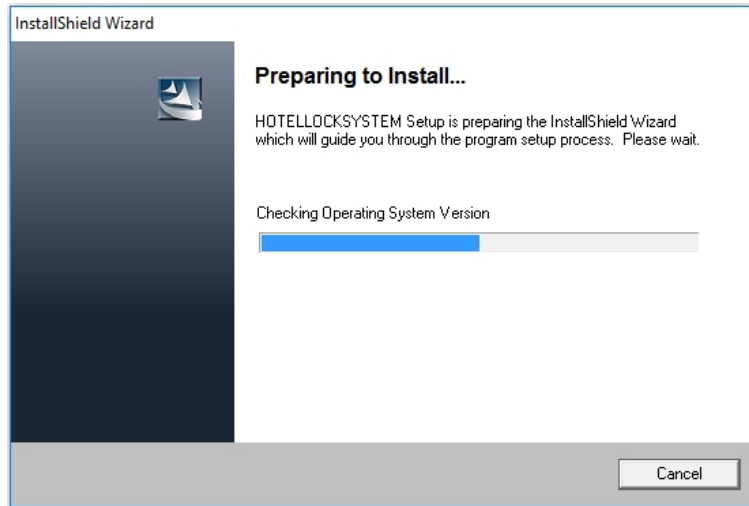 InstallShield Wizard
Preparing to Install...
HOTELLOCKSYSTEM Setup is preparing the InstallShield Wizard
which will guide you through the program setup process.  Please wait.
Checking Operating System Version
Cancel